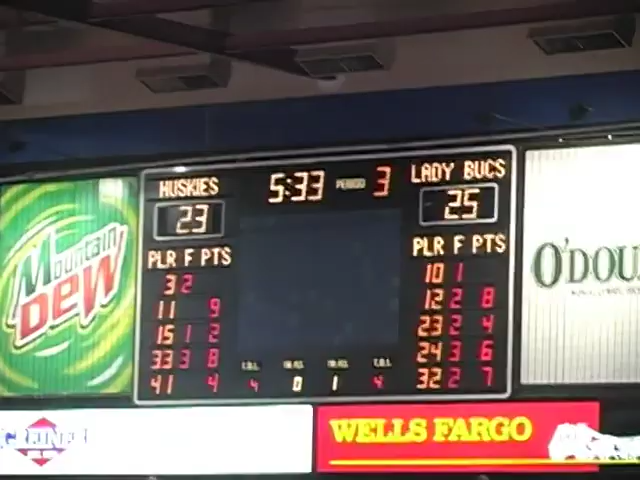 HUSKIES 5:33 PERIOD 3 LADY BUCS
23 25
PLR F PTS PLR F PTS
3 2 10 1
11 9 12 2 8
15 1 2 23 2 4
33 3 8 24 3 6
41 4 32 2 7
T.O.L. T.O.L.
4 0 1 4
Mountain
Dew
O'DOU
WELLS FARGO